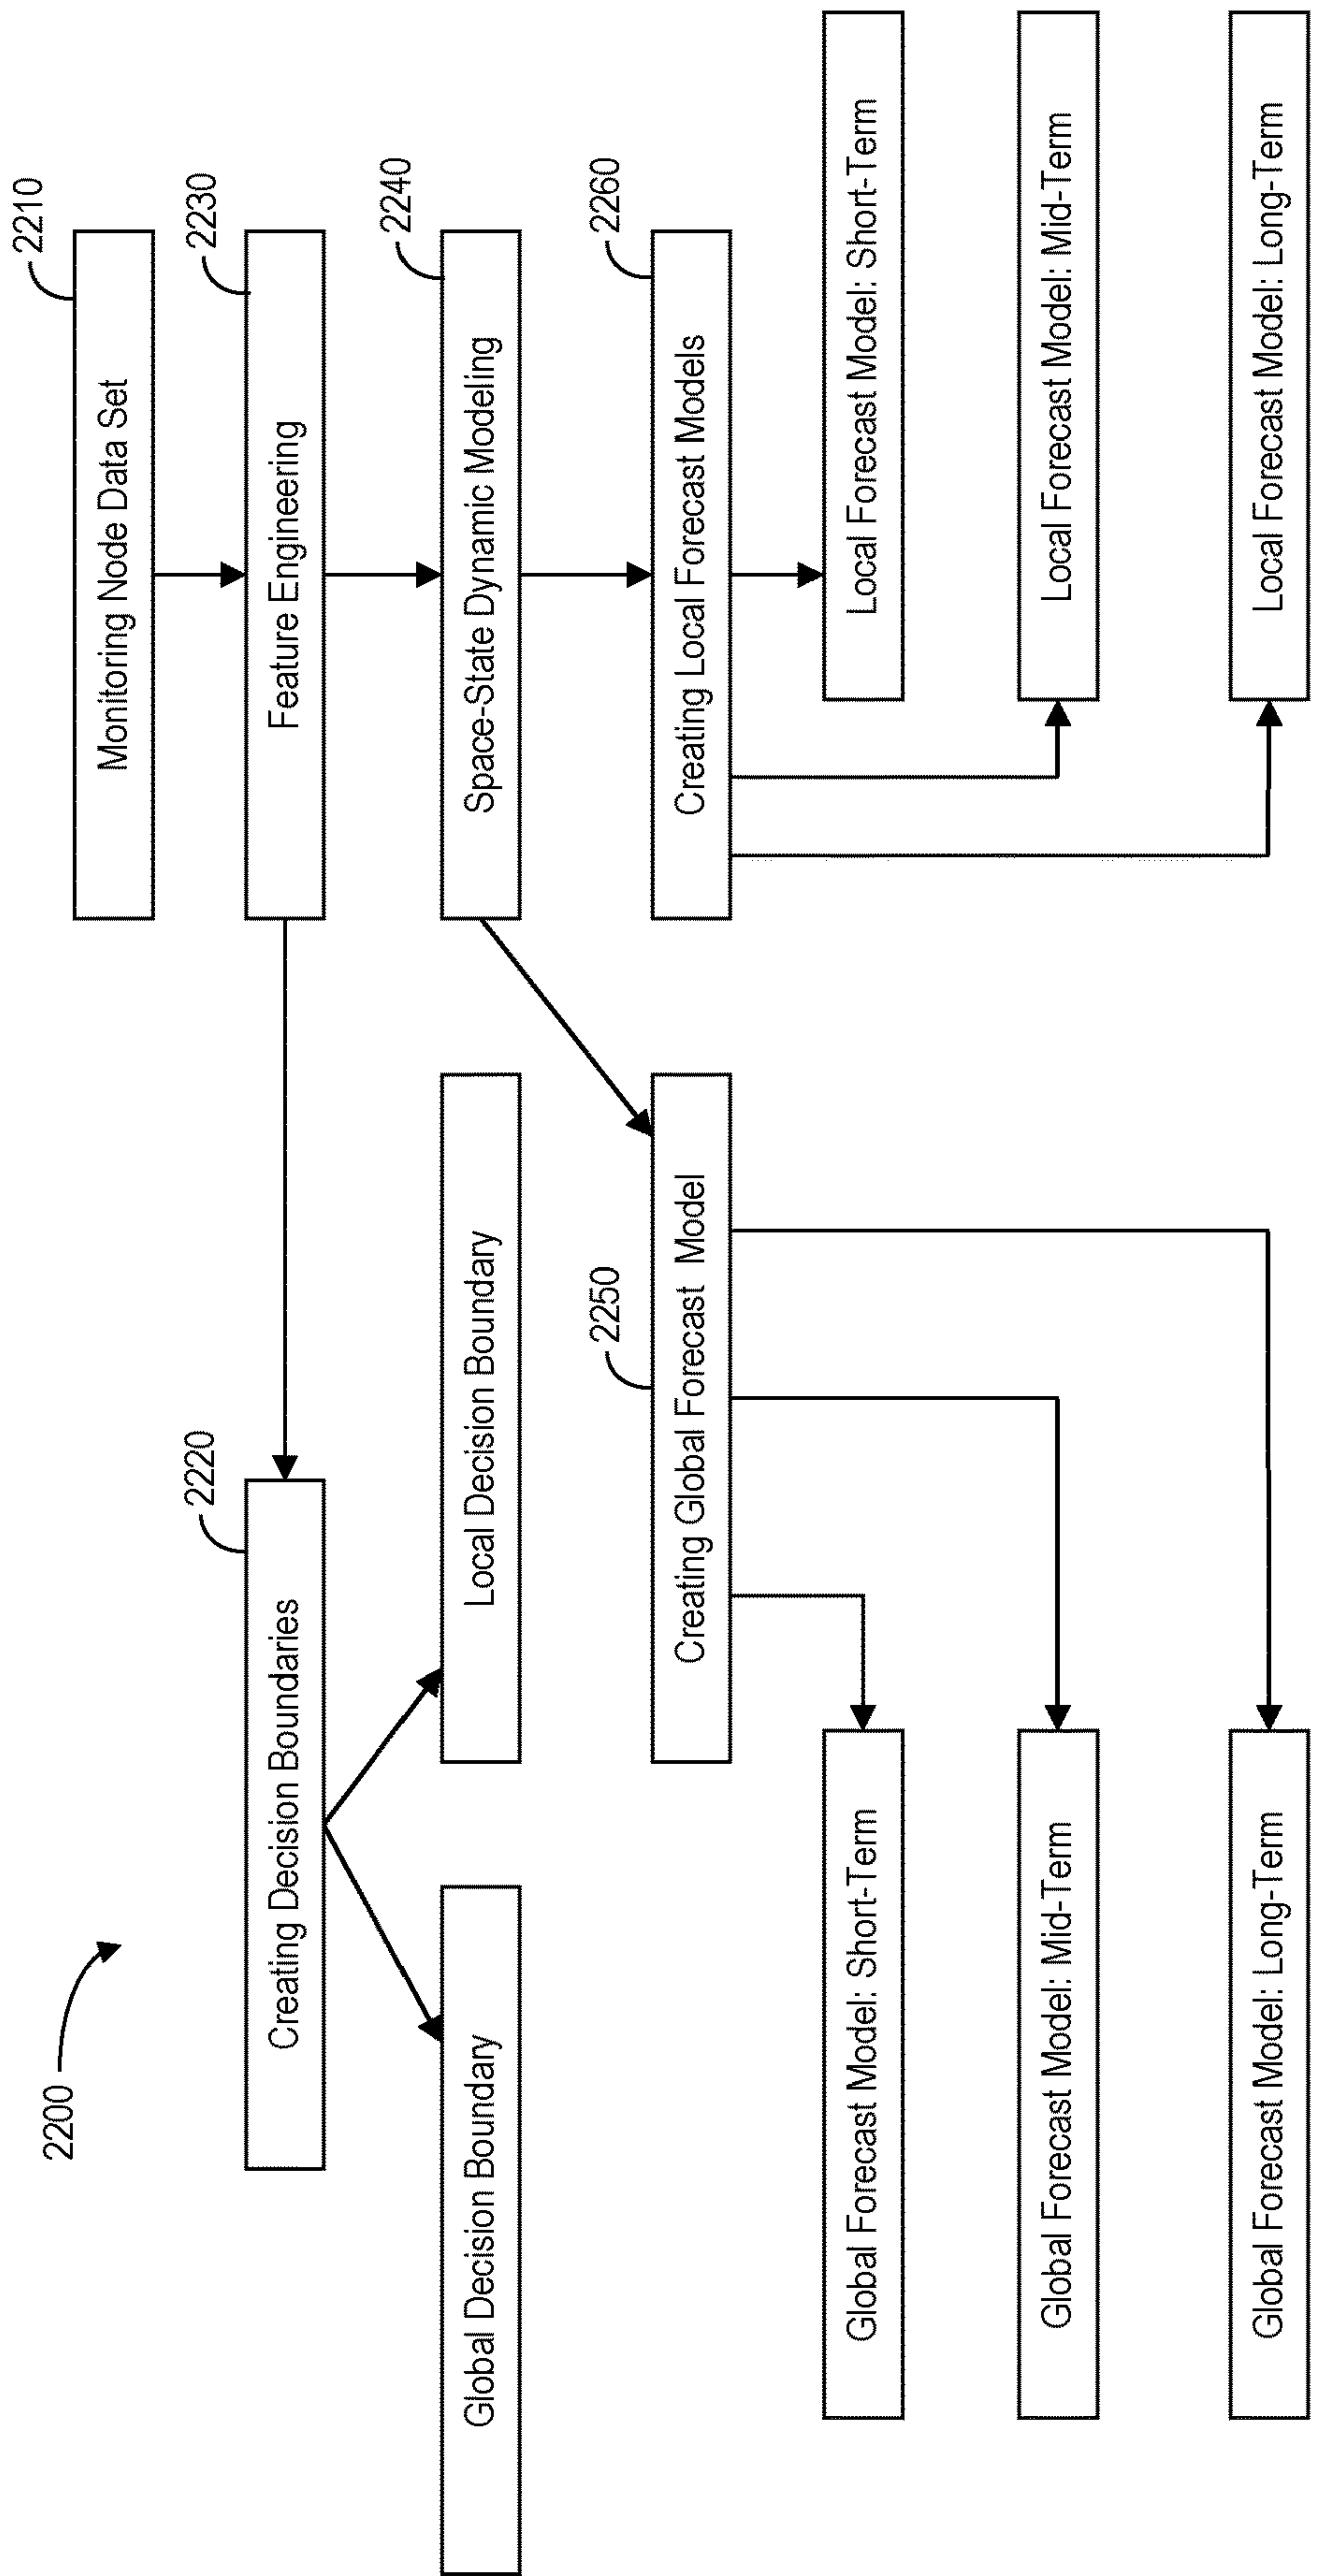 2200
2210
Monitoring Node Data Set
2220
2230
Creating Decision Boundaries
Feature Engineering
2240
Global Decision Boundary
Local Decision Boundary
Space-State Dynamic Modeling
2250
2260
Creating Global Forecast Model
Creating Local Forecast Models
Global Forecast Model: Short-Term
Local Forecast Model: Short-Term
Global Forecast Model: Mid-Term
Local Forecast Model: Mid-Term
Global Forecast Model: Long-Term
Local Forecast Model: Long-Term